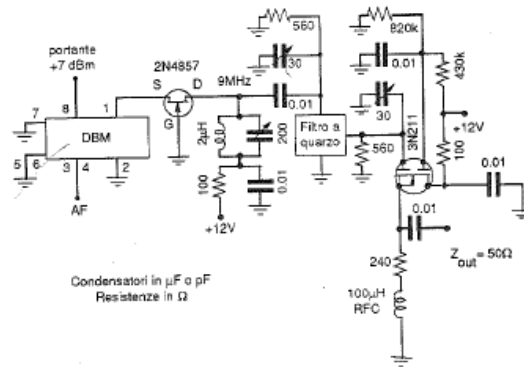 560
820k
portante
+7 dBm
2N4857
S
D
G
9MHz
30
0.01
0.01
430k
30
+12V
7
8
1
DBM
5
6
3
4
2
AF
2µH
200
100
0.01
+12V
Filtro a
quarzo
560
3N211
100
0.01
0.01
240
Z out = 50Ω
100µH
RFC
Condensatori in µF o pF
Resistenze in Ω